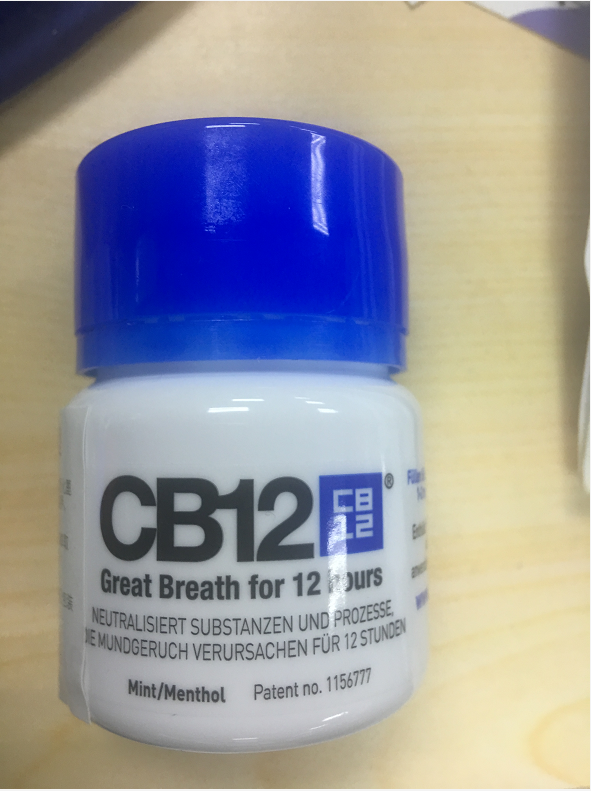 CB12
CB
12
®
Great Breath for 12 hours
NEUTRALISIERT SUBSTANZEN UND PROZESSE,
DIE MUNDGERUCH VERURSACHEN FÜR 12 STUNDEN
Mint/Menthol Patent no. 1156777